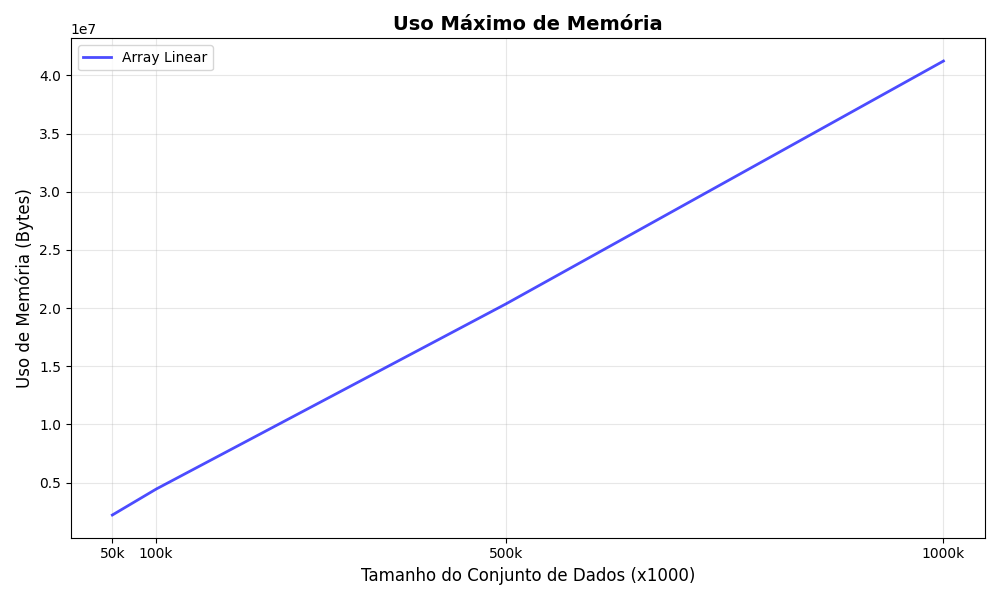 Uso Máximo de Memória
1e7
Array Linear
4.0
3.5
3.0
2.5
2.0
1.5
1.0
0.5
Uso de Memória (Bytes)
50k 100k 500k 1000k
Tamanho do Conjunto de Dados (x1000)